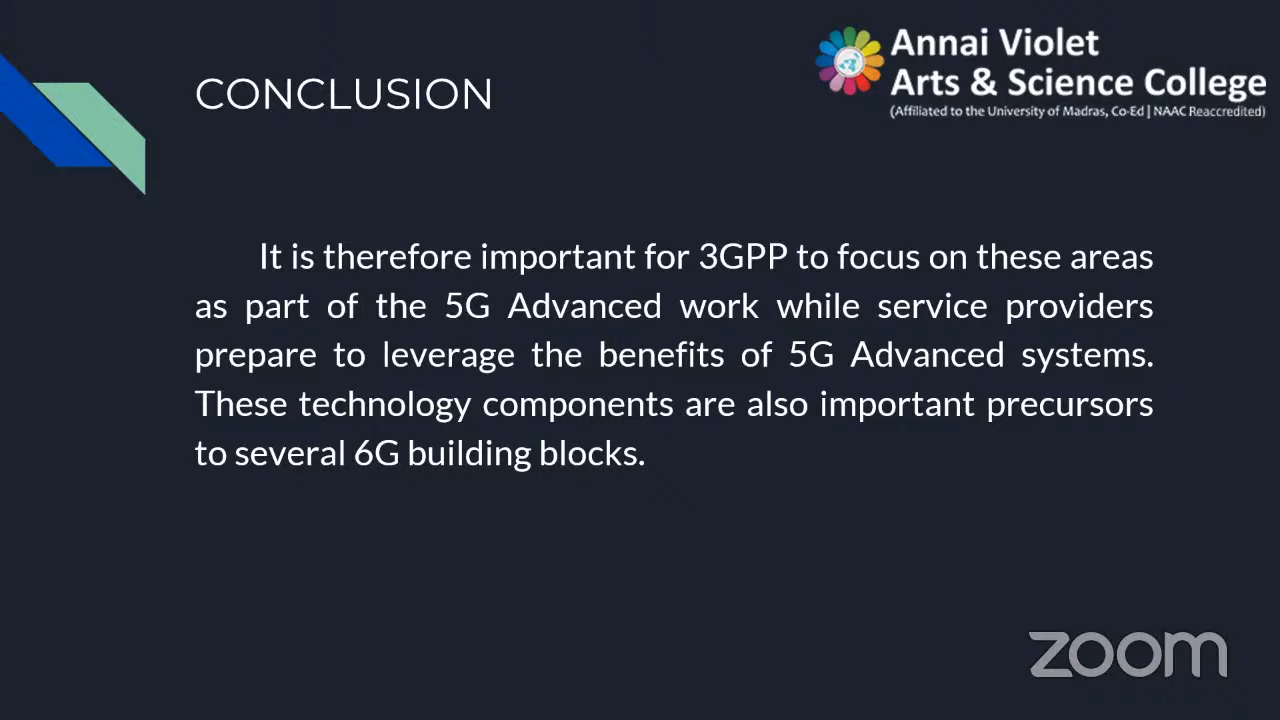 Annai Violet
Arts & Science College
(Affiliated to the University of Madras, Co-Ed | NAAC Reaccredited)
CONCLUSION
It is therefore important for 3GPP to focus on these areas
as part of the 5G Advanced work while service providers
prepare to leverage the benefits of 5G Advanced systems.
These technology components are also important precursors
to several 6G building blocks.
zoom